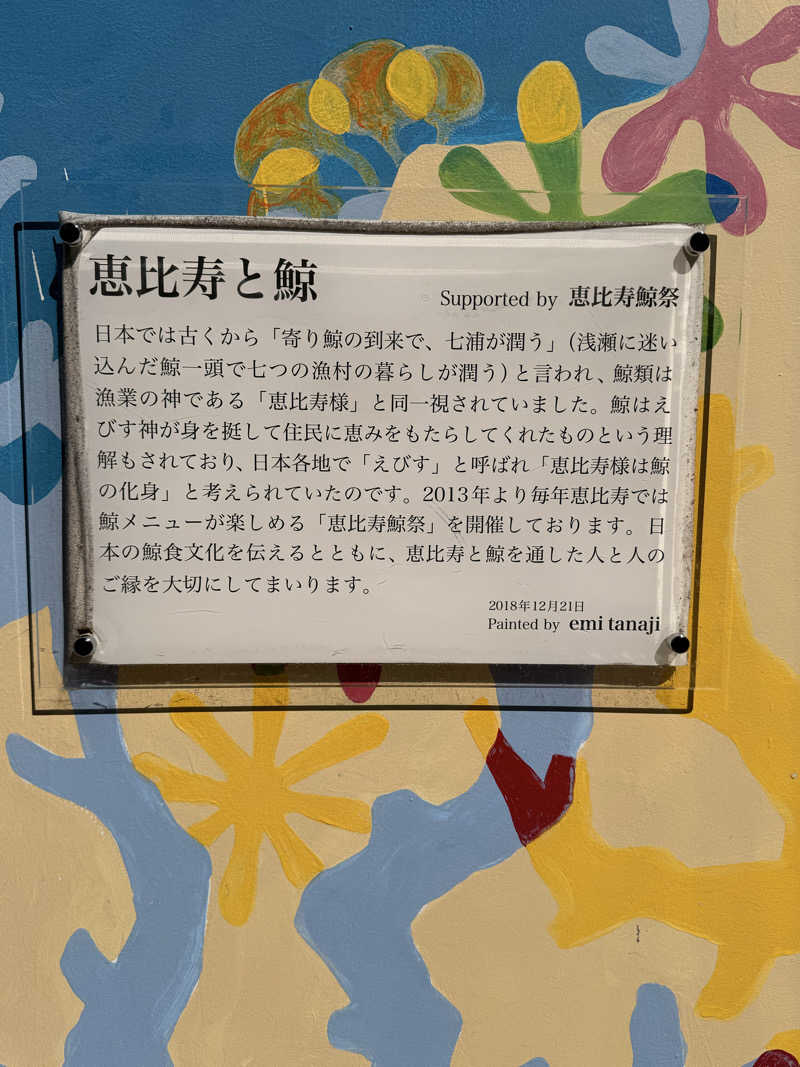 恵比寿と鯨
Supported by 恵比寿鯨祭
日本では古くから「寄り鯨の到来で、七浦が潤う」（浅瀬に迷い
込んだ鯨一頭で七つの漁村の暮らしが潤う）と言われ、鯨類は
漁業の神である「恵比寿様」と同一視されていました。鯨はえ
びす神が身を挺して住民に恵みをもたらしてくれたものという理
解もされており、日本各地で「えびす」と呼ばれ「恵比寿様は鯨
の化身」と考えられていたのです。2013年より毎年恵比寿では
鯨メニューが楽しめる「恵比寿鯨祭」を開催しております。日
本の鯨食文化を伝えるとともに、恵比寿と鯨を通した人と人の
ご縁を大切にしてまいります。
2018年12月21日
Painted by emi tanaji